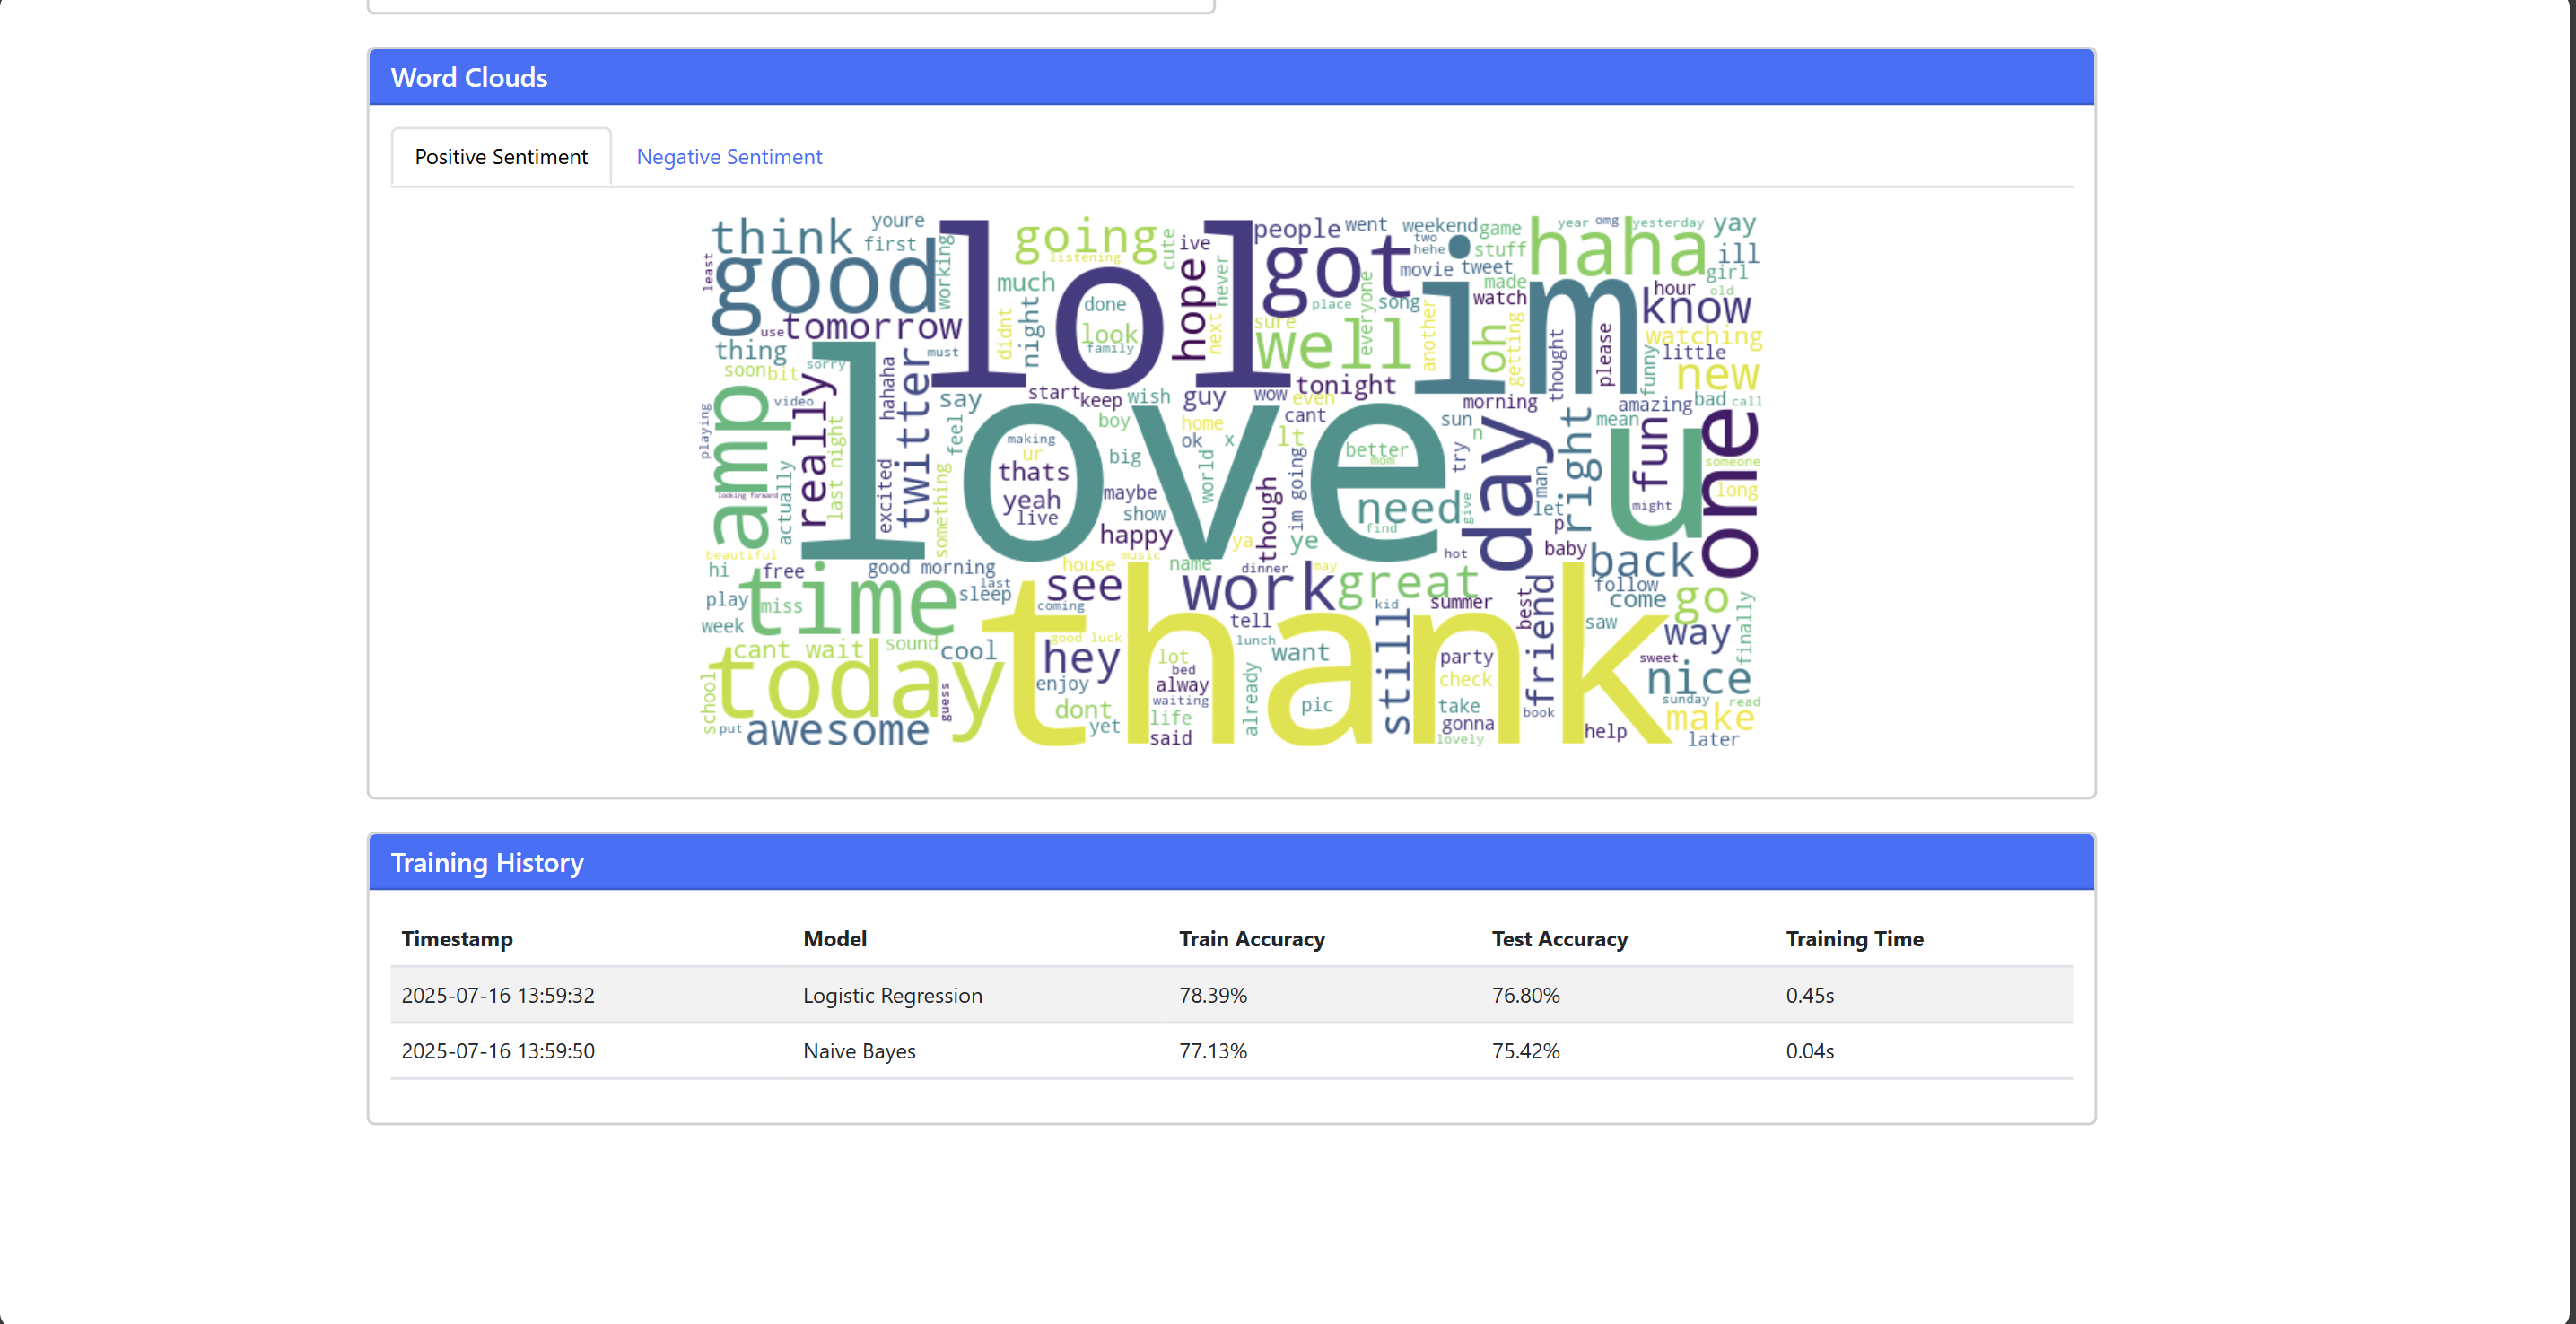 Word Clouds
Positive Sentiment Negative Sentiment
think youre going cute ive people went weekend game year omg yesterday yay
first listening two hehe stuff haha ill
least good working lol much hope never got movie tweet made im girl
done place song watch hour old know
use tomorrow didnt night look next sure everyone another oh getting thought please watching
thing must family well funny little
soon bit sorry start keep wish guy wow even tonight morning new
amp video really hahaha twitter say love boy home cant amazing bad call
playing last night feel making ok x lt sun n mean u one
actually excited something ur thats big world im going better mom try day man right fun someone
looking forward yeah maybe though need give let might long
live show find p
beautiful happy ya ye hot baby back
hi free good morning house music name dinner may
play miss time last sleep see coming work great kid summer best friend follow come go finally
week thank tell saw way
cant wait sound cool hey good luck lot lunch want still party sweet nice
school today guess enjoy bed alway already pic check sunday read
put awesome dont yet waiting life said take gonna lovely book help make later
Training History
Timestamp Model Train Accuracy Test Accuracy Training Time
2025-07-16 13:59:32 Logistic Regression 78.39% 76.80% 0.45s
2025-07-16 13:59:50 Naive Bayes 77.13% 75.42% 0.04s